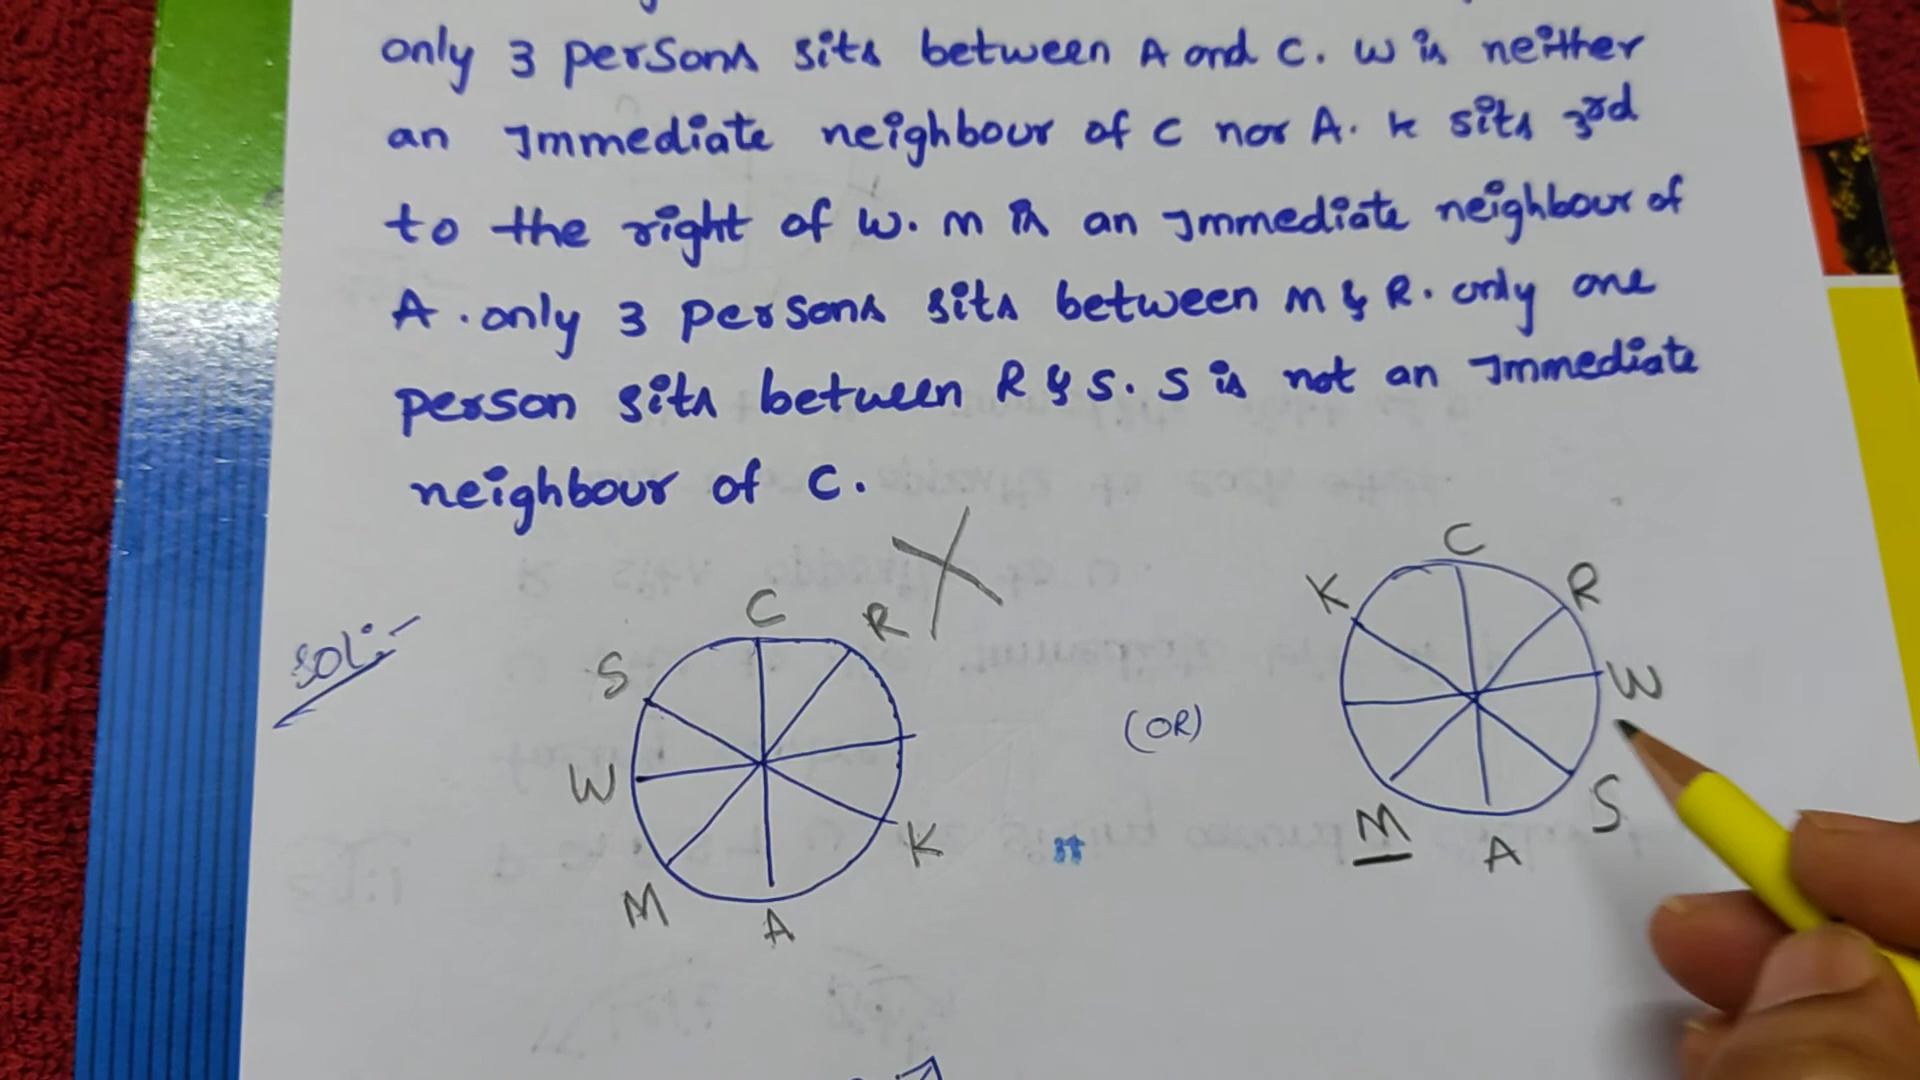 only 3 persons sits between A and C. W is neither
an Immediate neighbour of C nor A. K sits 3rd
to the right of W. M is an Immediate neighbour of
A. only 3 persons sits between M & R. only one
person sits between R & S. S is not an Immediate
neighbour of C.
SOL:-
C
R
S
W
K
M
A
(OR)
C
K
R
W
M
S
A